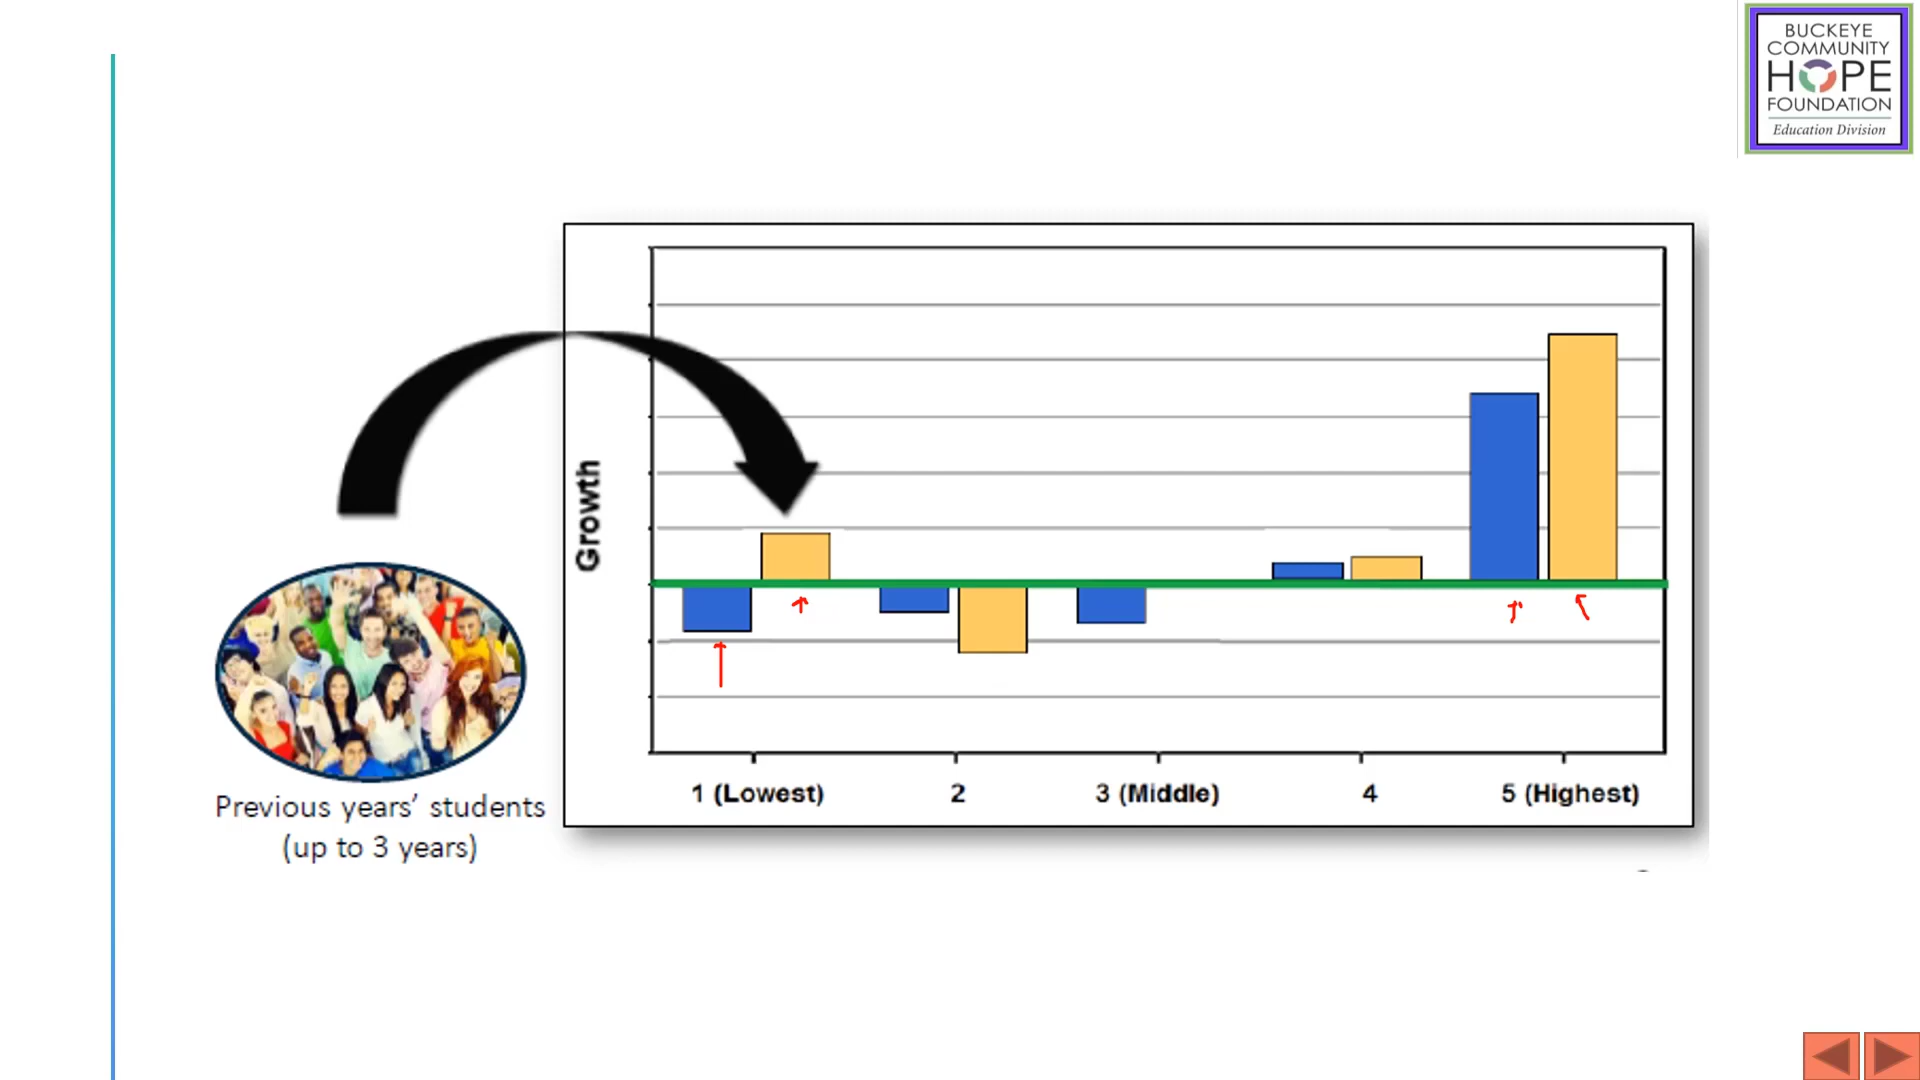 BUCKEYE
COMMUNITY
HOPE
FOUNDATION
Education Division
Growth
1 (Lowest) 2 3 (Middle) 4 5 (Highest)
Previous years’ students
(up to 3 years)